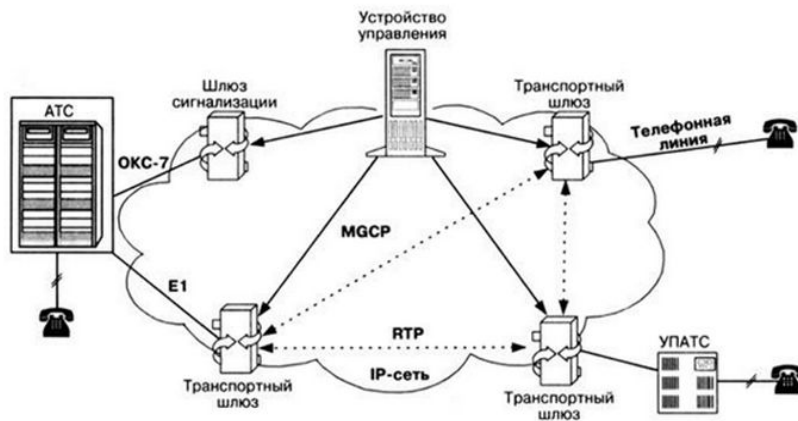 Устройство
управления
Шлюз
сигнализации
Транспортный
шлюз
АТС
Телефонная
линия
ОКС-7
MGCP
E1
RTP
УПАТС
IP-сеть
Транспортный
шлюз
Транспортный
шлюз